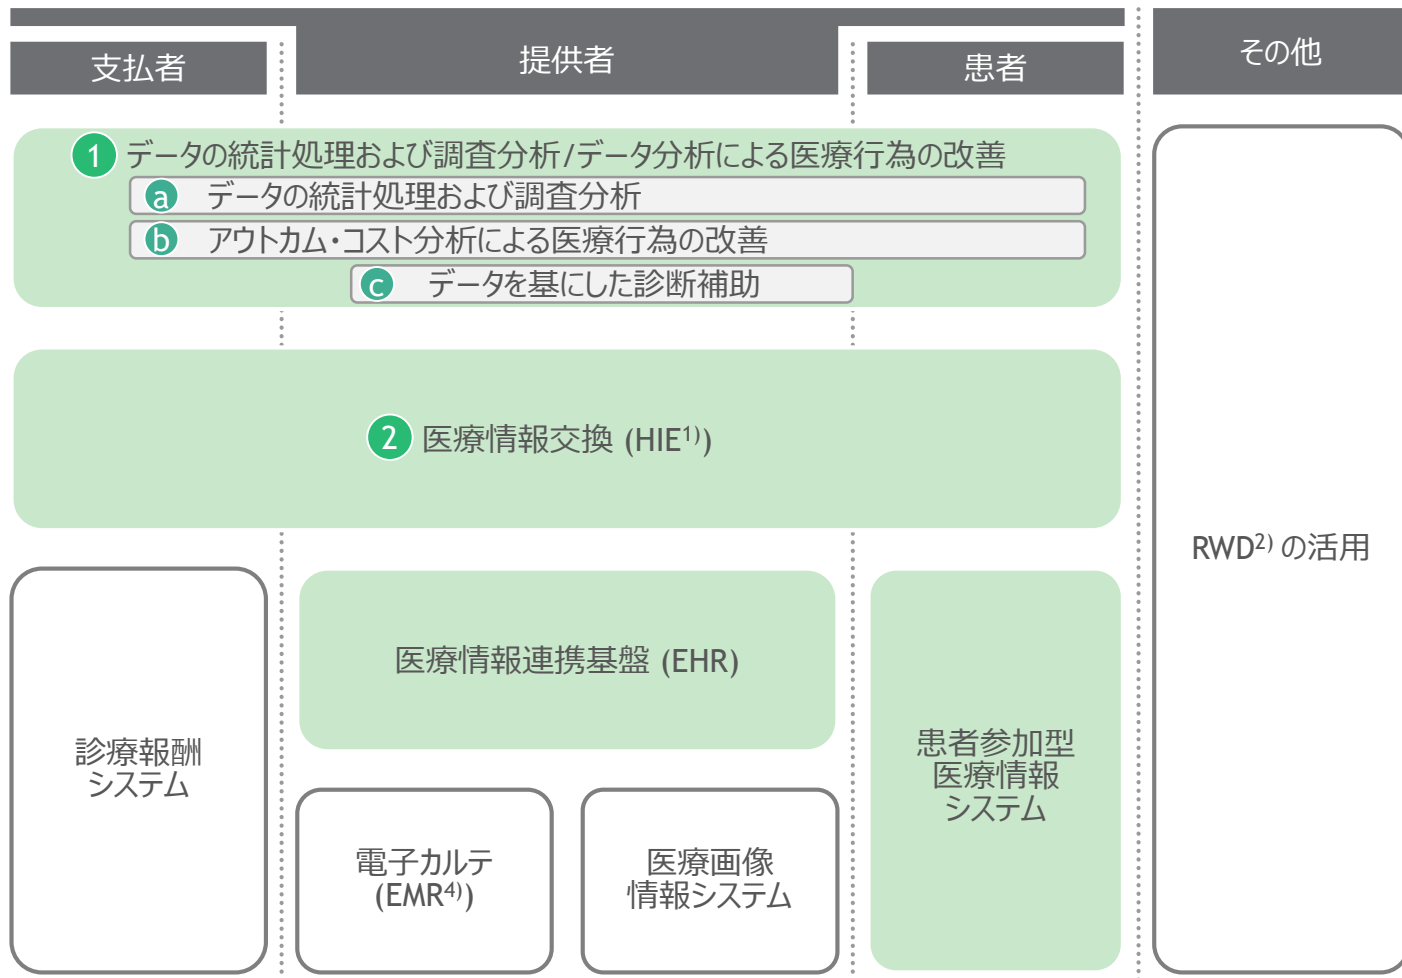 支払者
提供者
患者
その他
1 データの統計処理および調査分析/データ分析による医療行為の改善
a データの統計処理および調査分析
b アウトカム・コスト分析による医療行為の改善
c データを基にした診断補助
2 医療情報交換 (HIE1))
RWD2) の活用
診療報酬
システム
医療情報連携基盤 (EHR)
電子カルテ
(EMR4))
医療画像
情報システム
患者参加型
医療情報
システム